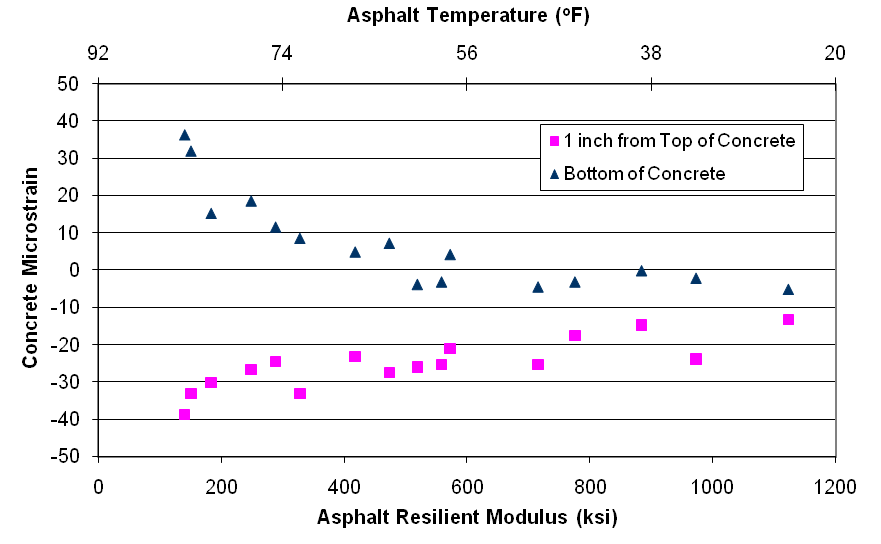 Asphalt Temperature (ºF)
92 74 56 38 20
50
40
30
20
10
0
-10
-20
-30
-40
-50
Concrete Microstrain
1 inch from Top of Concrete
Bottom of Concrete
0 200 400 600 800 1000 1200
Asphalt Resilient Modulus (ksi)